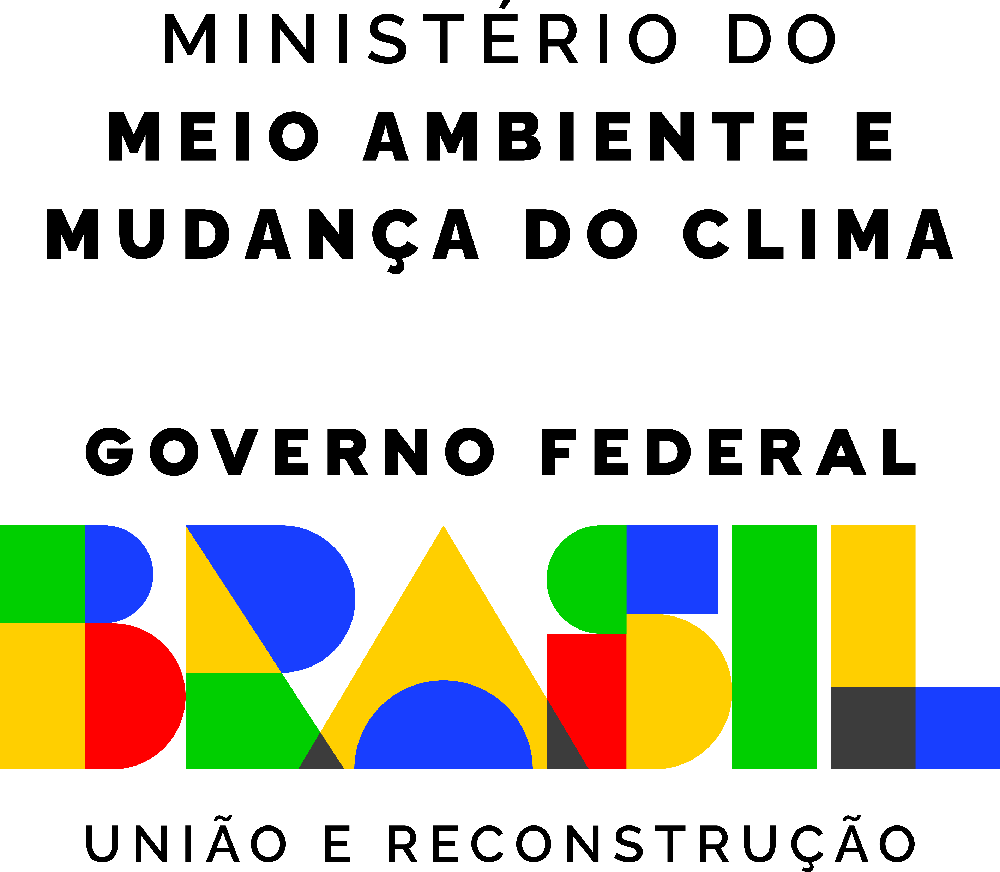 MINISTÉRIO DO
MEIO AMBIENTE E
MUDANÇA DO CLIMA
GOVERNO FEDERAL
BRASIL
UNIÃO E RECONSTRUÇÃO